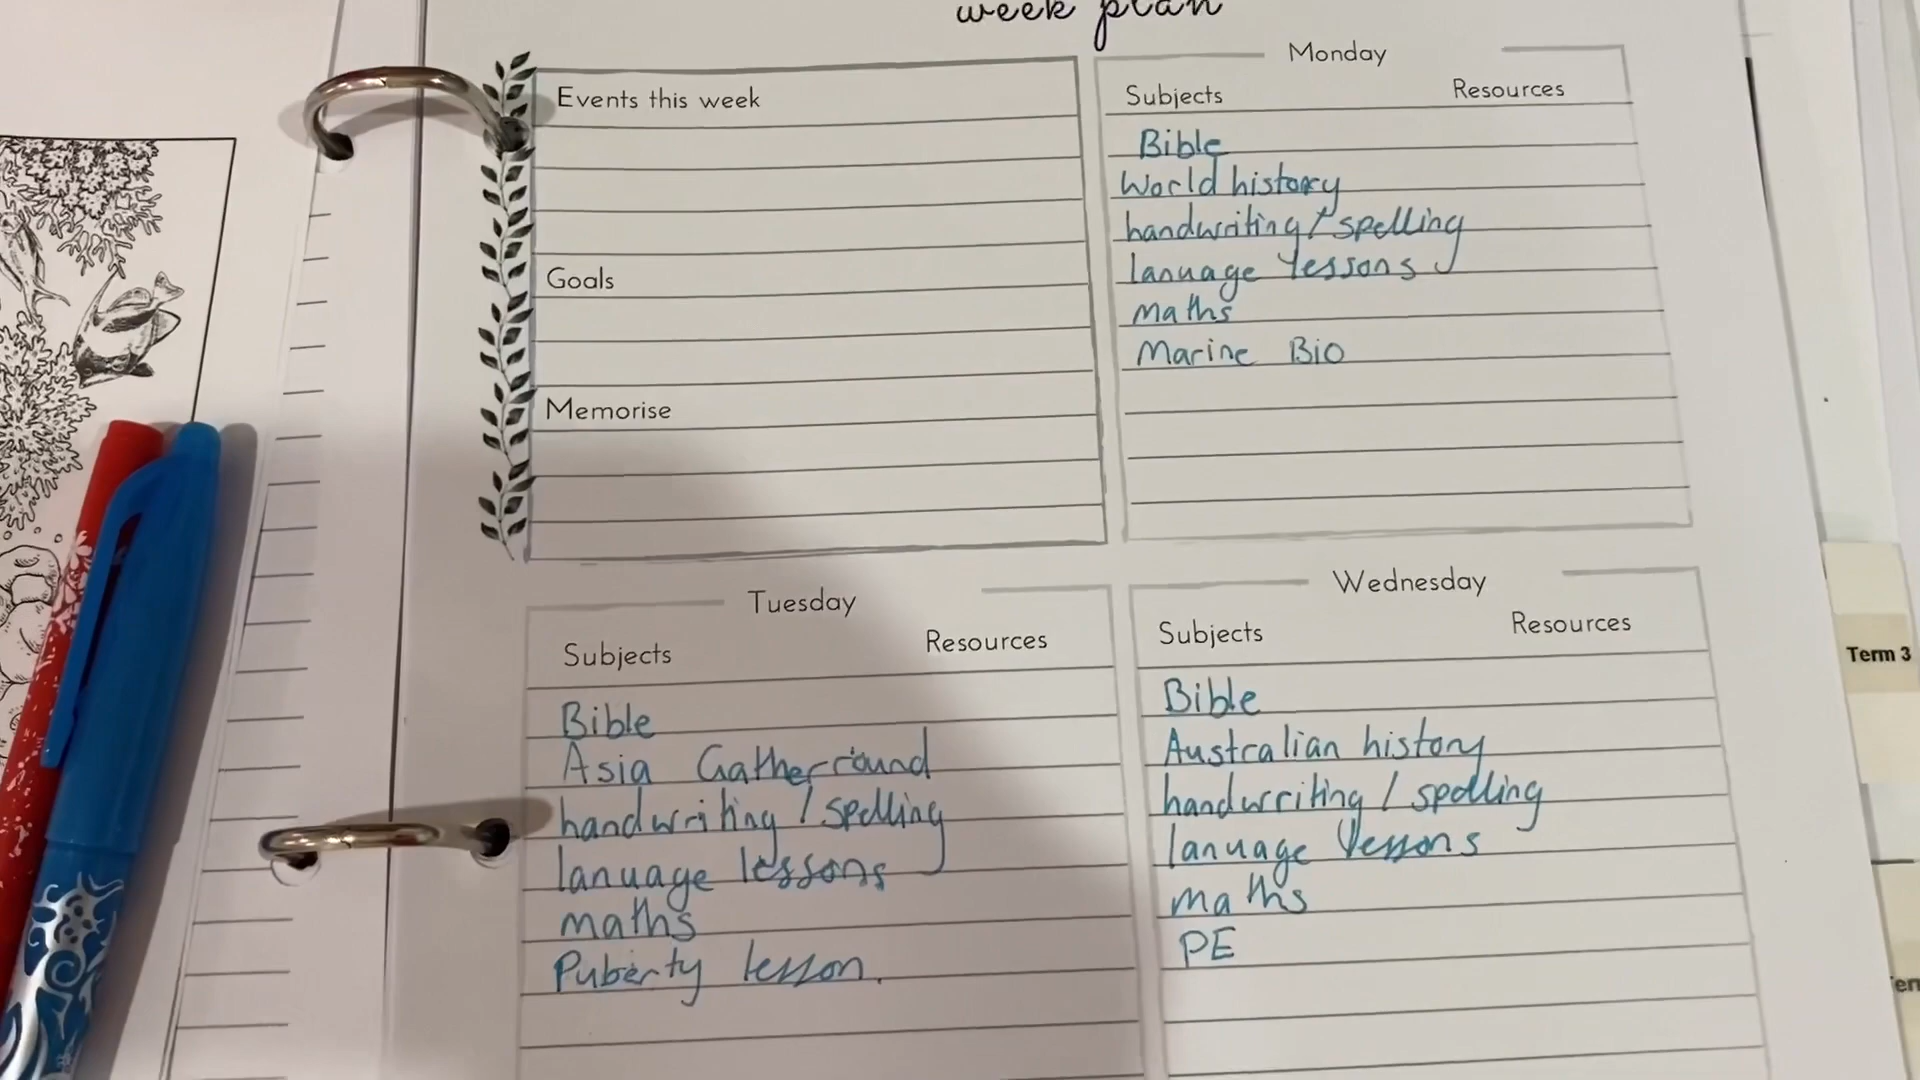 week plan
Events this week
Goals
Memorise
Monday
Subjects Resources
Bible
World history
handwriting / spelling
lanuage lessons
maths
Marine Bio
Tuesday
Subjects Resources
Bible
Asia Gather round
handwriting / spelling
lanuage lessons
maths
Puberty lesson.
Wednesday
Subjects Resources
Bible
Australian history
handwriting / spelling
lanuage lessons
maths
PE
Term 3